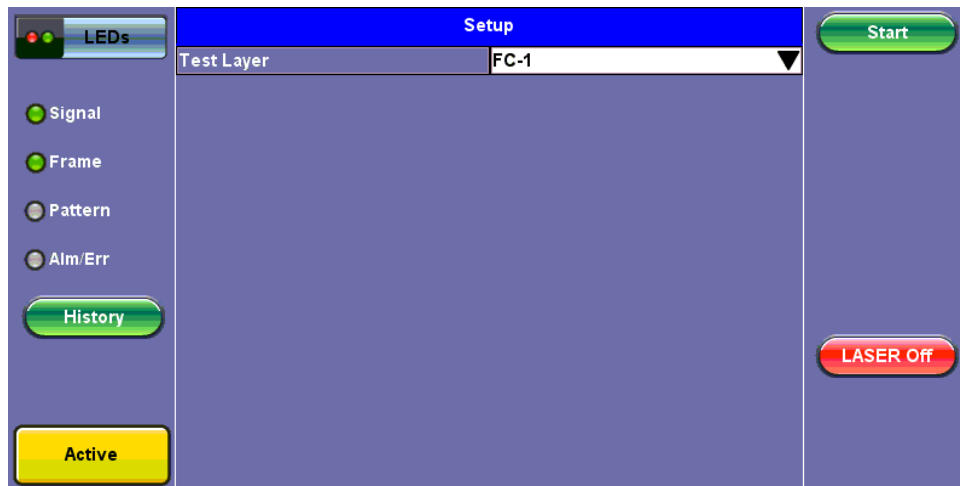 LEDs
Setup
Start
Test Layer
FC-1
Signal
Frame
Pattern
Alm/Err
History
LASER Off
Active